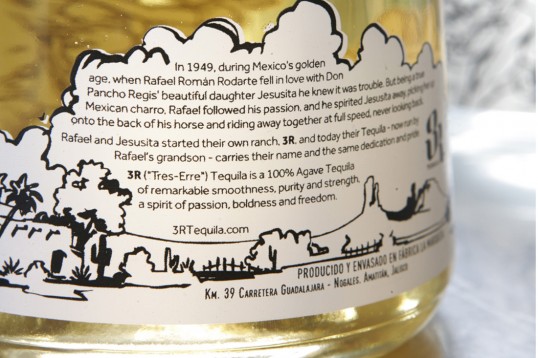 In 1949, during Mexico's golden
age, when Rafael Román Rodarte fell in love with Don
Pancho Regis' beautiful daughter Jesusita he knew it was trouble. But being a true
Mexican charro, Rafael followed his passion, and he spirited Jesusita away, picking her up
onto the back of his horse and riding away together at full speed, never looking back.
Rafael and Jesusita started their own ranch, 3R, and today their Tequila - now run by
Rafael's grandson - carries their name and the same dedication and pride
3R ("Tres-Erre") Tequila is a 100% Agave Tequila
of remarkable smoothness, purity and strength,
a spirit of passion, boldness and freedom.
3RTequila.com
PRODUCIDO Y ENVASADO EN FÁBRICA LA
KM. 39 CARRETERA GUADALAJARA - NOGALES. AMATITÁN, JALISCO